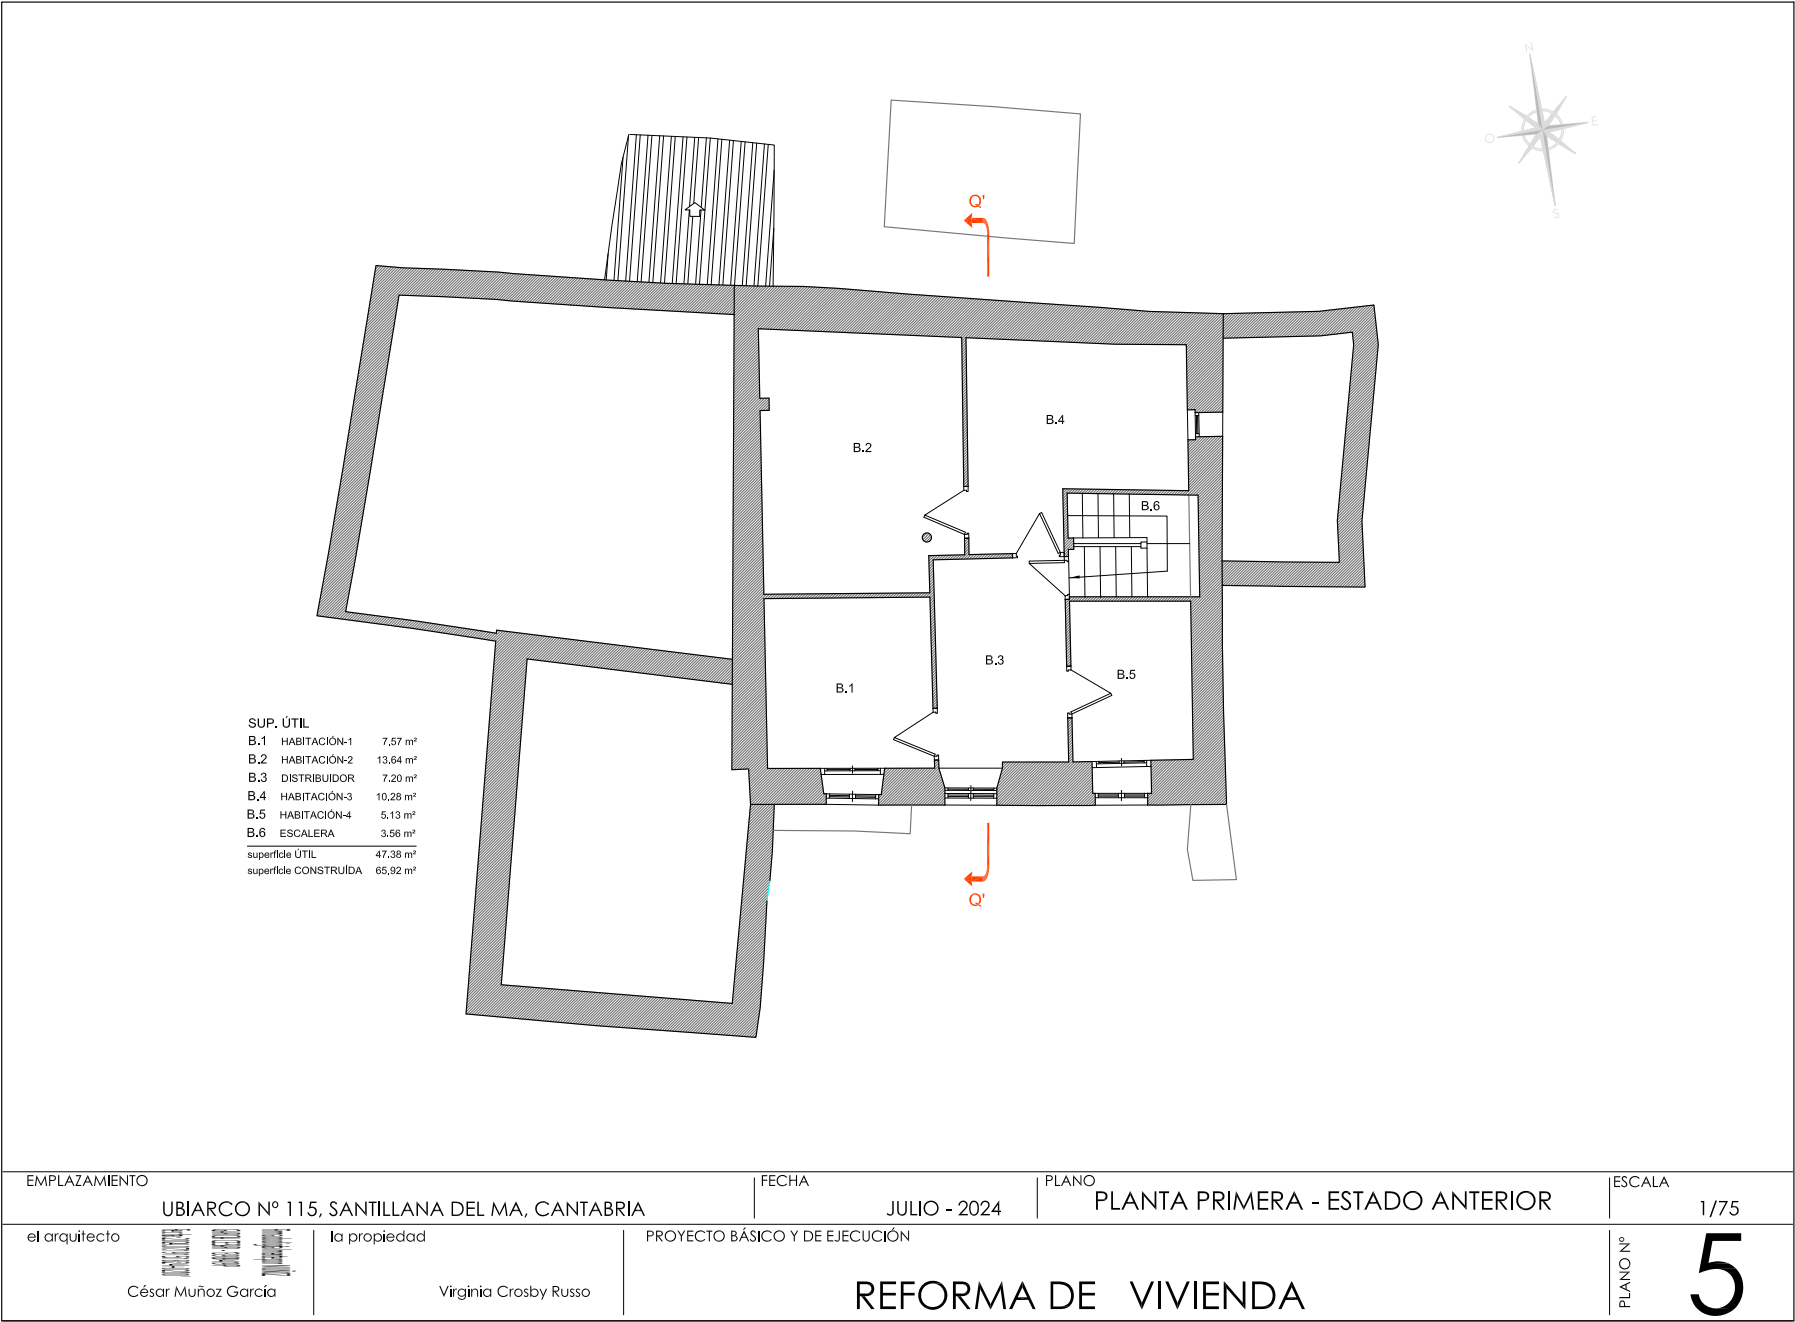 N
O
E
S
Q'
B.2
B.4
B.6
B.1
B.3
B.5
SUP. ÚTIL
B.1 HABITACIÓN-1 7,57 m²
B.2 HABITACIÓN-2 13.64 m²
B.3 DISTRIBUIDOR 7.20 m²
B.4 HABITACIÓN-3 10.28 m²
B.5 HABITACIÓN-4 5.13 m²
B.6 ESCALERA 3.56 m²
superficie ÚTIL 47.38 m²
superficie CONSTRUÍDA 65,92 m²
Q'
EMPLAZAMIENTO
UBIARCO Nº 115, SANTILLANA DEL MA, CANTABRIA
FECHA
JULIO - 2024
PLANO
PLANTA PRIMERA - ESTADO ANTERIOR
ESCALA
1/75
el arquitecto
César Muñoz García
la propiedad
Virginia Crosby Russo
PROYECTO BÁSICO Y DE EJECUCIÓN
REFORMA DE VIVIENDA
PLANO Nº
5